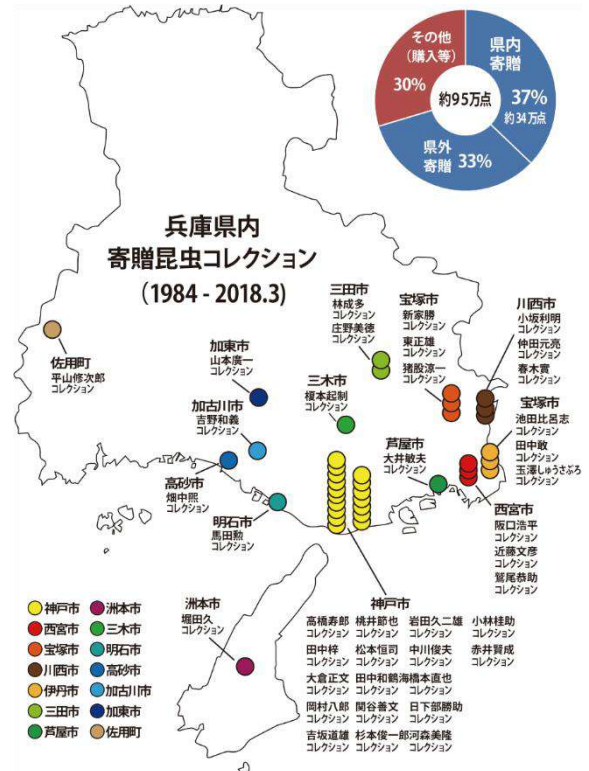 その他
(購入等)
30%
県内
寄贈
37%
約34万点
約95万点
県外
寄贈 33%
兵庫県内
寄贈昆虫コレクション
(1984 - 2018.3)
三田市
林成多
コレクション
庄野美徳
コレクション
宝塚市
新家勝
コレクション
東正雄
コレクション
猪股涼一
コレクション
川西市
小坂利明
コレクション
仲田元亮
コレクション
春木實
コレクション
佐用町
平山修次郎
コレクション
加東市
山本廣一
コレクション
三木市
榎本起制
コレクション
加古川市
吉野和義
コレクション
宝塚市
池田比呂志
コレクション
田中敢
コレクション
玉澤しゅうさぶろ
コレクション
芦屋市
大井敏夫
コレクション
高砂市
畑中熙
コレクション
明石市
馬田勲
コレクション
西宮市
阪口浩平
コレクション
近藤文彦
コレクション
鷲尾恭助
コレクション
洲本市
堀田久
コレクション
神戸市
高橋寿郎 桃井節也 岩田久二雄 小林桂助
コレクション コレクション コレクション コレクション
田中梓 松本恒司 中川俊夫 赤井賢成
コレクション コレクション コレクション コレクション
大倉正文 田中和鶴海 橋本直也
コレクション コレクション コレクション
岡村八郎 関谷善文 日下部勝助
コレクション コレクション コレクション
吉坂道雄 杉本俊一郎 河森美隆
コレクション コレクション コレクション
神戸市 洲本市
西宮市 三木市
宝塚市 明石市
川西市 高砂市
伊丹市 加古川市
三田市 加東市
芦屋市 佐用町